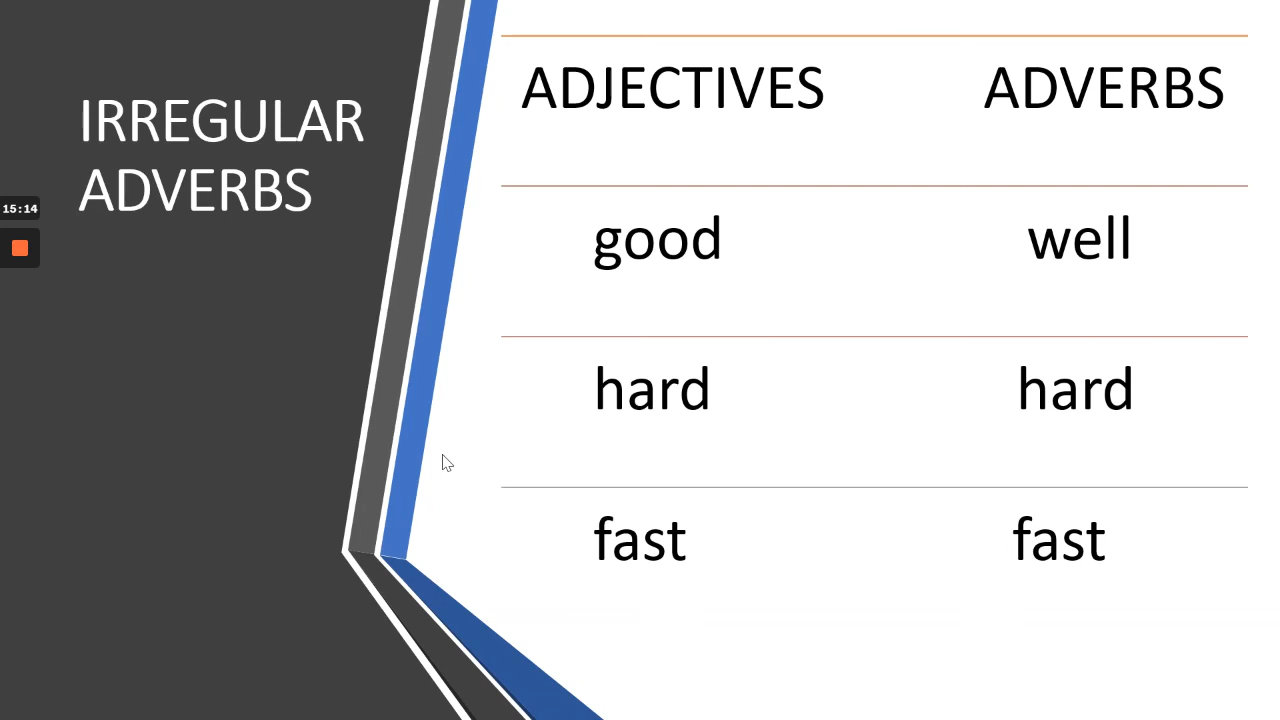 IRREGULAR
ADVERBS
15:14
ADJECTIVES ADVERBS
good well
hard hard
fast fast